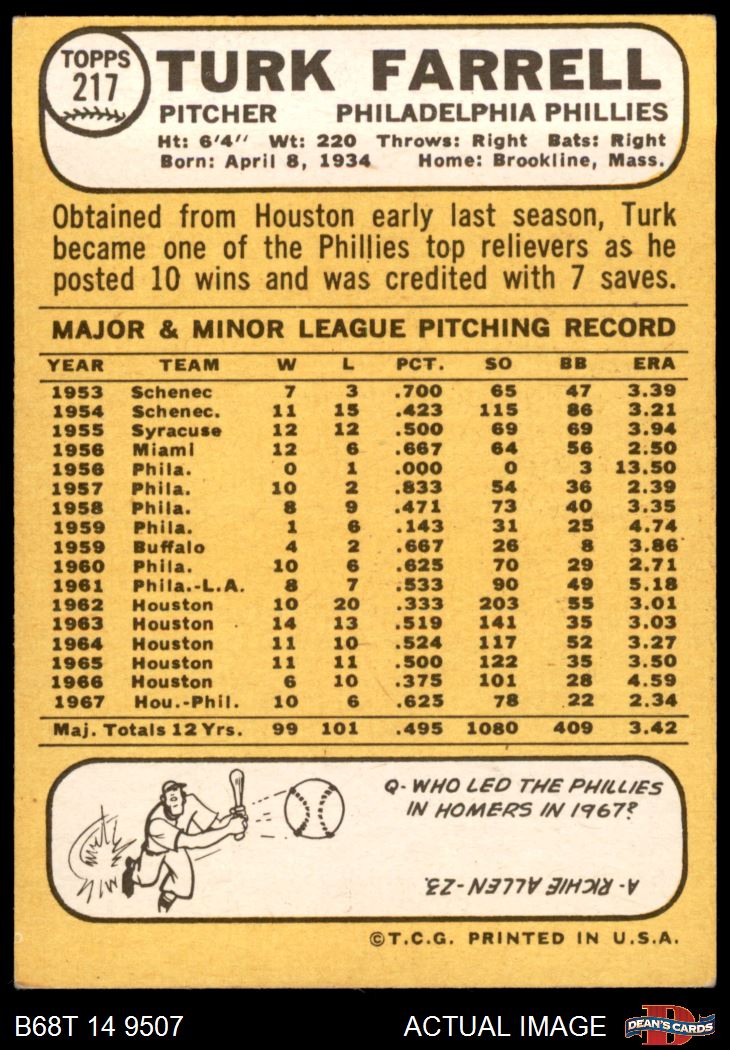 TOPPS
217
TURK FARRELL
PITCHER PHILADELPHIA PHILLIES
Ht: 6'4" Wt: 220 Throws: Right Bats: Right
Born: April 8, 1934 Home: Brookline, Mass.
Obtained from Houston early last season, Turk
became one of the Phillies top relievers as he
posted 10 wins and was credited with 7 saves.
MAJOR & MINOR LEAGUE PITCHING RECORD
YEAR TEAM W L PCT. SO BB ERA
1953 Schenec 7 3 .700 65 47 3.39
1954 Schenec. 11 15 .423 115 86 3.21
1955 Syracuse 12 12 .500 69 69 3.94
1956 Miami 12 6 .667 64 56 2.50
1956 Phila. 0 1 .000 0 3 13.50
1957 Phila. 10 2 .833 54 36 2.39
1958 Phila. 8 9 .471 73 40 3.35
1959 Phila. 1 6 .143 31 25 4.74
1959 Buffalo 4 2 .667 26 8 3.86
1960 Phila. 10 6 .625 70 29 2.71
1961 Phila.-L.A. 8 7 .533 90 49 5.18
1962 Houston 10 20 .333 203 55 3.01
1963 Houston 14 13 .519 141 35 3.03
1964 Houston 11 10 .524 117 52 3.27
1965 Houston 11 11 .500 122 35 3.50
1966 Houston 6 10 .375 101 28 4.59
1967 Hou.-Phil. 10 6 .625 78 22 2.34
Maj. Totals 12 Yrs. 99 101 .495 1080 409 3.42
Q- WHO LED THE PHILLIES
IN HOMERS IN 1967?
A- RICHIE ALLEN - 23.
©T.C.G. PRINTED IN U.S.A.
B68T 14 9507 ACTUAL IMAGE
D
DEAN'S CARDS